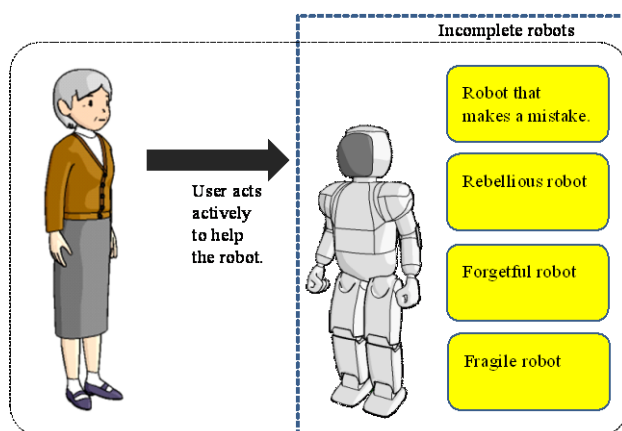 Incomplete robots
Robot that
makes a mistake.
User acts
actively
to help
the robot.
Rebellious robot
Forgetful robot
Fragile robot